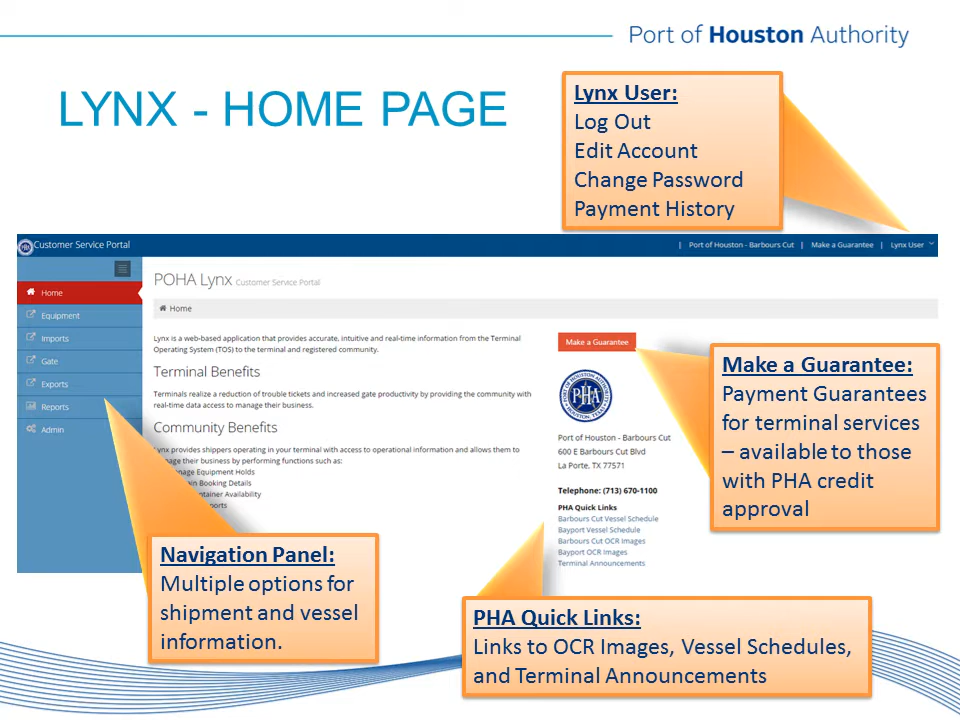 Port of Houston Authority
LYNX - HOME PAGE
Lynx User:
Log Out
Edit Account
Change Password
Payment History
Customer Service Portal
| Port of Houston - Barbours Cut | Make a Guarantee | Lynx User
Home
Equipment
Imports
Gate
Exports
Reports
Admin
POHA Lynx Customer Service Portal
Home
Lynx is a web-based application that provides accurate, intuitive and real-time information from the Terminal
Operating System (TOS) to the terminal and registered community.
Terminal Benefits
Terminals realize a reduction of trouble tickets and increased gate productivity by providing the community with
real-time data access to manage their business.
Community Benefits
Lynx provides shippers operating in your terminal with access to operational information and allows them to
their business by performing functions such as:
Equipment Holds
Booking Details
Availability
Make a Guarantee
PORT OF HOUSTON AUTHORITY
PHA
HOUSTON, TEXAS
Port of Houston - Barbours Cut
600 E Barbours Cut Blvd
La Porte, TX 77571
Telephone: (713) 670-1100
PHA Quick Links
Barbours Cut Vessel Schedule
Bayport Vessel Schedule
Barbours Cut OCR Images
Bayport OCR Images
Terminal Announcements
Make a Guarantee:
Payment Guarantees
for terminal services
– available to those
with PHA credit
approval
Navigation Panel:
Multiple options for
shipment and vessel
information.
PHA Quick Links:
Links to OCR Images, Vessel Schedules,
and Terminal Announcements